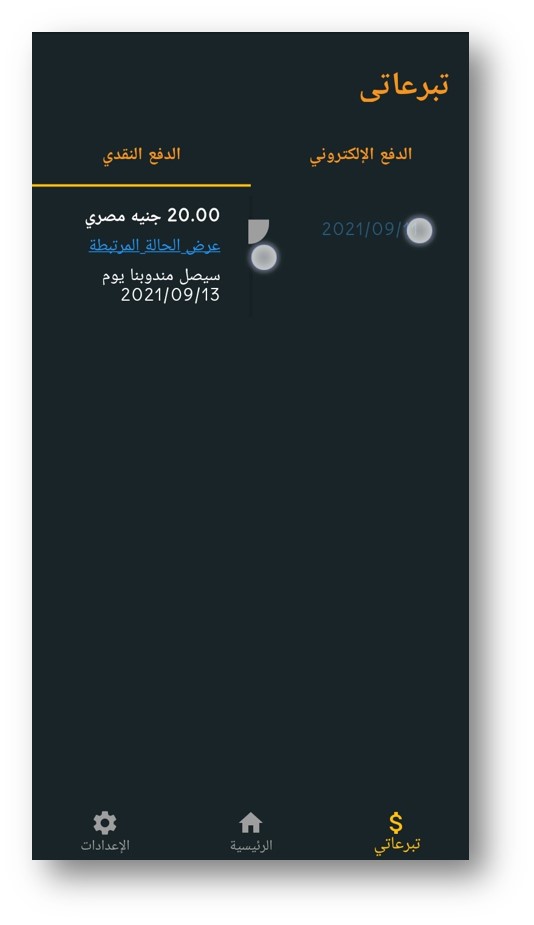 تبرعاتى
الدفع الإلكتروني
الدفع النقدي
2021/09/
20.00 جنيه مصري
عرض الحالة المرتبطة
سيصل مندوبنا يوم
2021/09/13
تبرعاتي
الرئيسية
الإعدادات